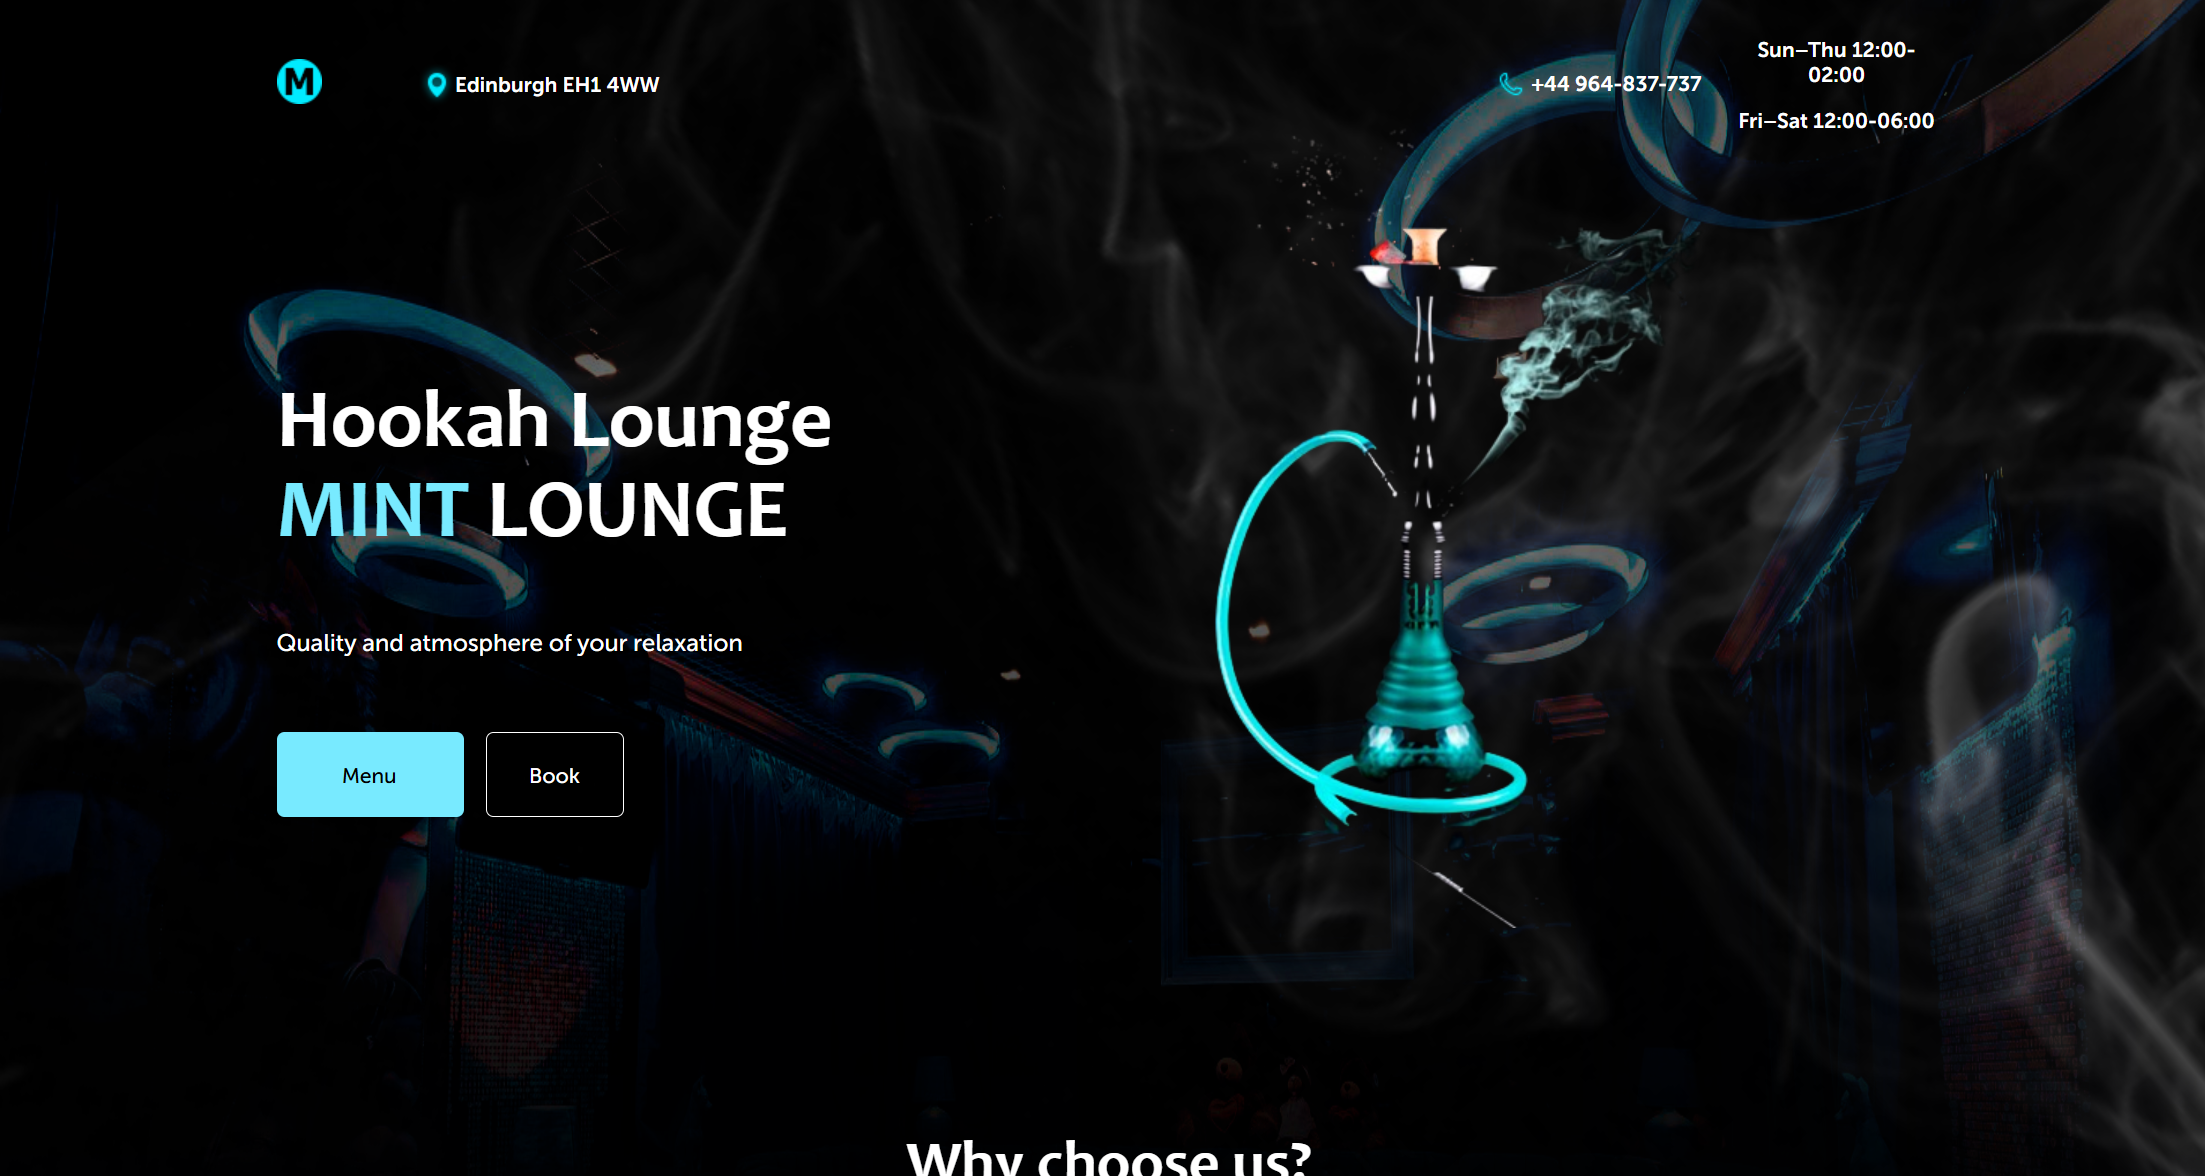 M
Edinburgh EH1 4WW
+44 964-837-737
Sun–Thu 12:00-
02:00
Fri–Sat 12:00-06:00
Hookah Lounge
MINT LOUNGE
Quality and atmosphere of your relaxation
Menu
Book
Why choose us?